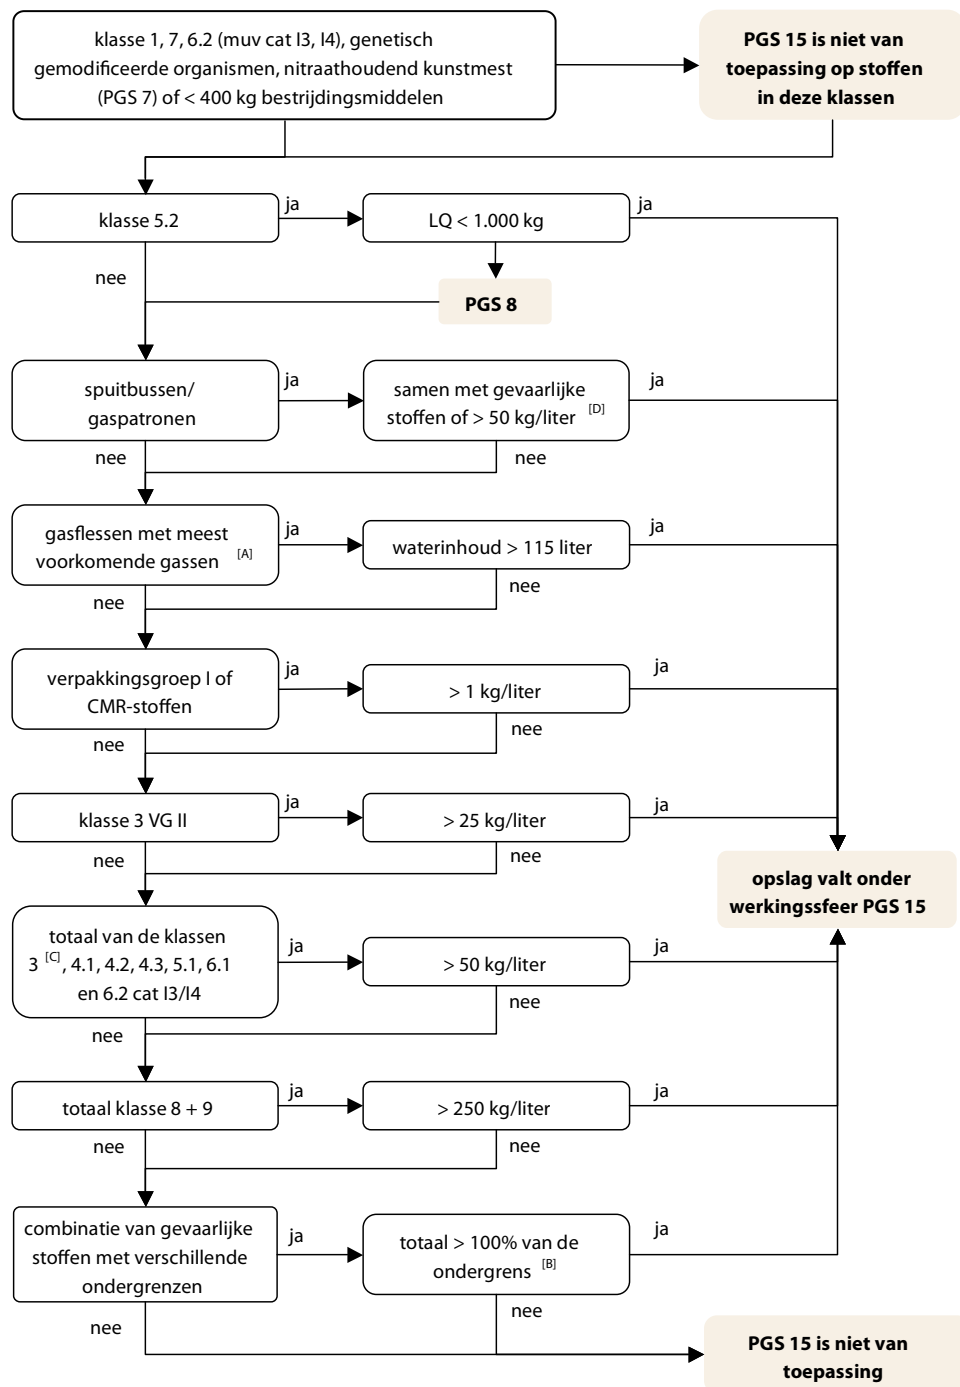 klasse 1, 7, 6.2 (muv cat I3, I4), genetisch
gemodificeerde organismen, nitraathoudend kunstmest
(PGS 7) of < 400 kg bestrijdingsmiddelen
PGS 15 is niet van
toepassing op stoffen
in deze klassen
klasse 5.2
ja
LQ < 1.000 kg
ja
nee
PGS 8
spuitbussen/
gaspatronen
ja
samen met gevaarlijke
stoffen of > 50 kg/liter [D]
ja
nee
nee
gasflessen met meest
voorkomende gassen [A]
ja
waterinhoud > 115 liter
ja
nee
nee
verpakkingsgroep I of
CMR-stoffen
ja
> 1 kg/liter
ja
nee
nee
klasse 3 VG II
ja
> 25 kg/liter
ja
nee
nee
opslag valt onder
werkingssfeer PGS 15
totaal van de klassen
3 [C], 4.1, 4.2, 4.3, 5.1, 6.1
en 6.2 cat I3/I4
ja
> 50 kg/liter
ja
nee
nee
totaal klasse 8 + 9
ja
> 250 kg/liter
ja
nee
nee
combinatie van gevaarlijke
stoffen met verschillende
ondergrenzen
ja
totaal > 100% van de
ondergrens [B]
ja
nee
nee
PGS 15 is niet van
toepassing